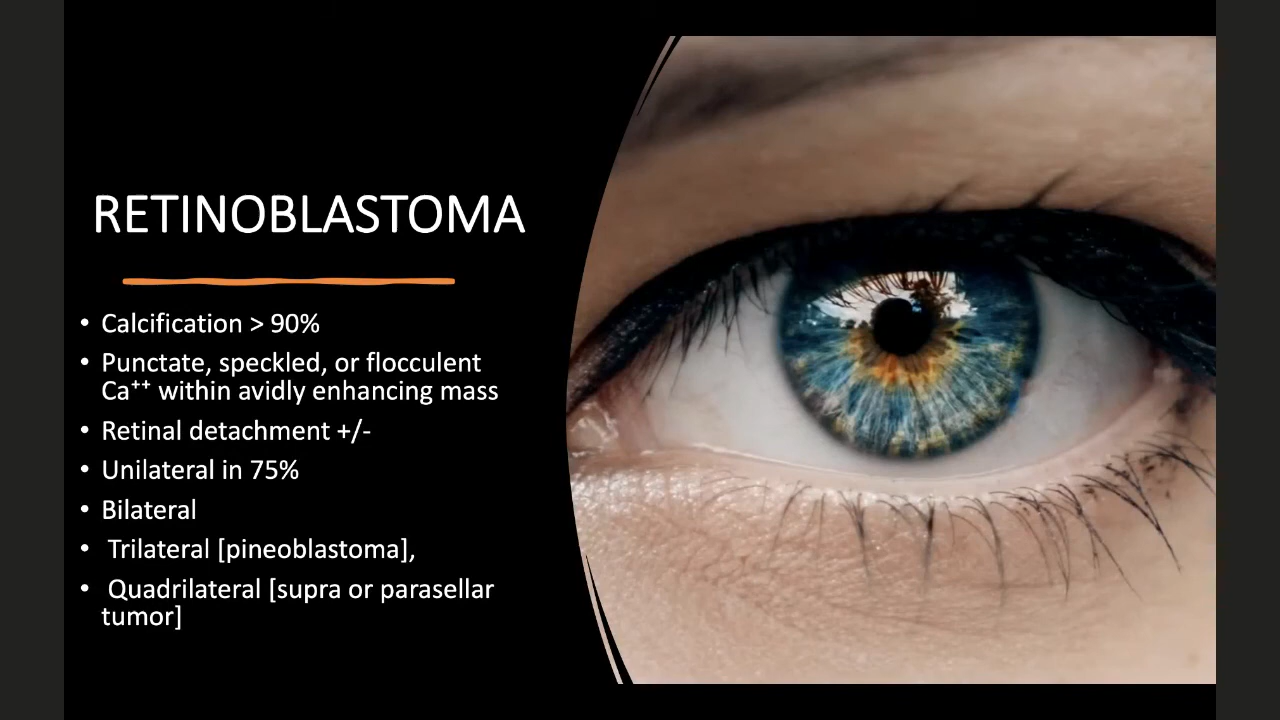 RETINOBLASTOMA
• Calcification > 90%
• Punctate, speckled, or flocculent
Ca⁺⁺ within avidly enhancing mass
• Retinal detachment +/-
• Unilateral in 75%
• Bilateral
• Trilateral [pineoblastoma],
• Quadrilateral [supra or parasellar
tumor]